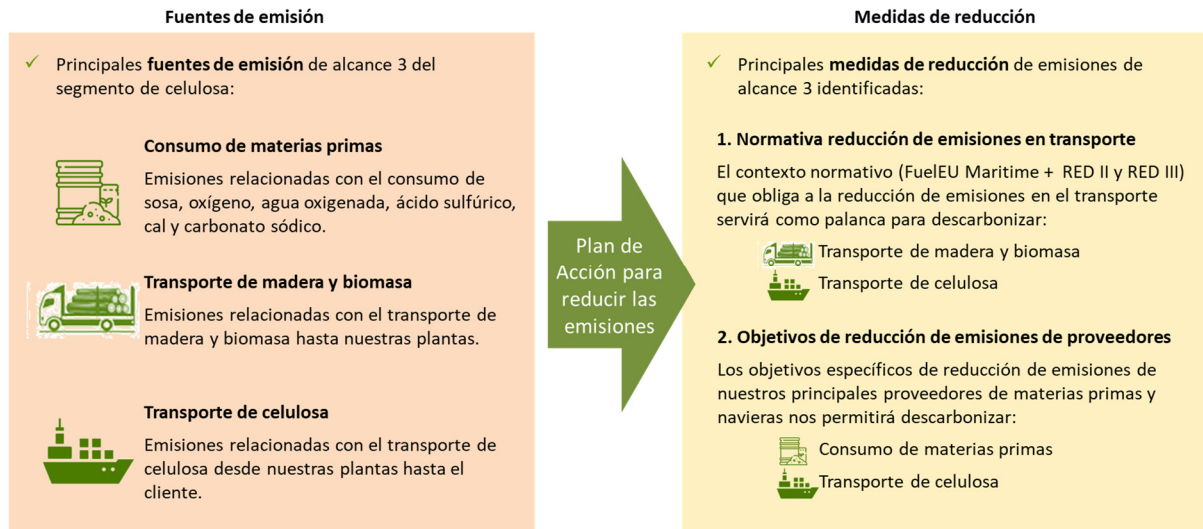 Fuentes de emisión
Principales fuentes de emisión de alcance 3 del
segmento de celulosa:
Consumo de materias primas
Emisiones relacionadas con el consumo de
sosa, oxígeno, agua oxigenada, ácido sulfúrico,
cal y carbonato sódico.
Transporte de madera y biomasa
Emisiones relacionadas con el transporte de
madera y biomasa hasta nuestras plantas.
Transporte de celulosa
Emisiones relacionadas con el transporte de
celulosa desde nuestras plantas hasta el
cliente.
Plan de
Acción para
reducir las
emisiones
Medidas de reducción
Principales medidas de reducción de emisiones de
alcance 3 identificadas:
1. Normativa reducción de emisiones en transporte
El contexto normativo (FuelEU Maritime + RED II y RED III)
que obliga a la reducción de emisiones en el transporte
servirá como palanca para descarbonizar:
Transporte de madera y biomasa
Transporte de celulosa
2. Objetivos de reducción de emisiones de proveedores
Los objetivos específicos de reducción de emisiones de
nuestros principales proveedores de materias primas y
navieras nos permitirá descarbonizar:
Consumo de materias primas
Transporte de celulosa